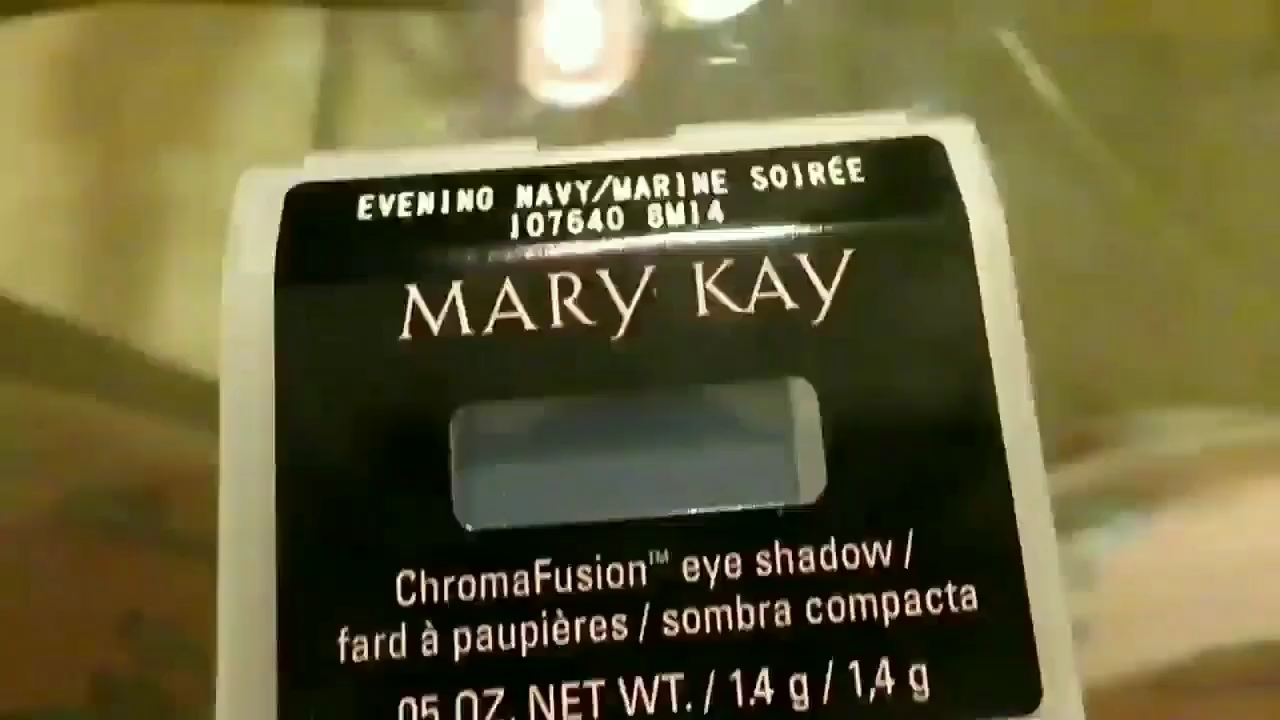 EVENING NAVY/MARINE SOIRÉE
107640 8M14
MARY KAY
ChromaFusion™ eye shadow /
fard à paupières / sombra compacta
.05 OZ. NET WT. / 1.4 g / 1,4 g